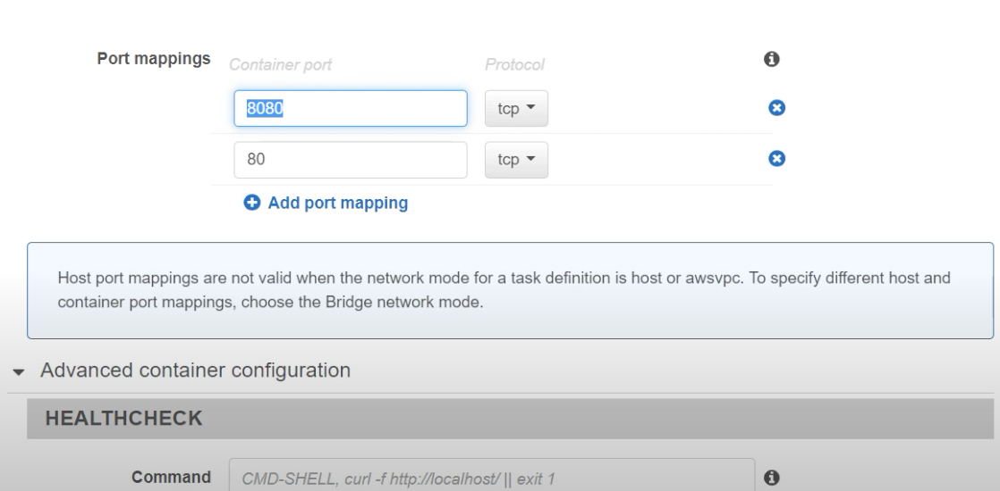 Port mappings
Container port Protocol
8080 tcp
80 tcp
Add port mapping
Host port mappings are not valid when the network mode for a task definition is host or awsvpc. To specify different host and
container port mappings, choose the Bridge network mode.
Advanced container configuration
HEALTHCHECK
Command CMD-SHELL, curl -f http://localhost/ || exit 1